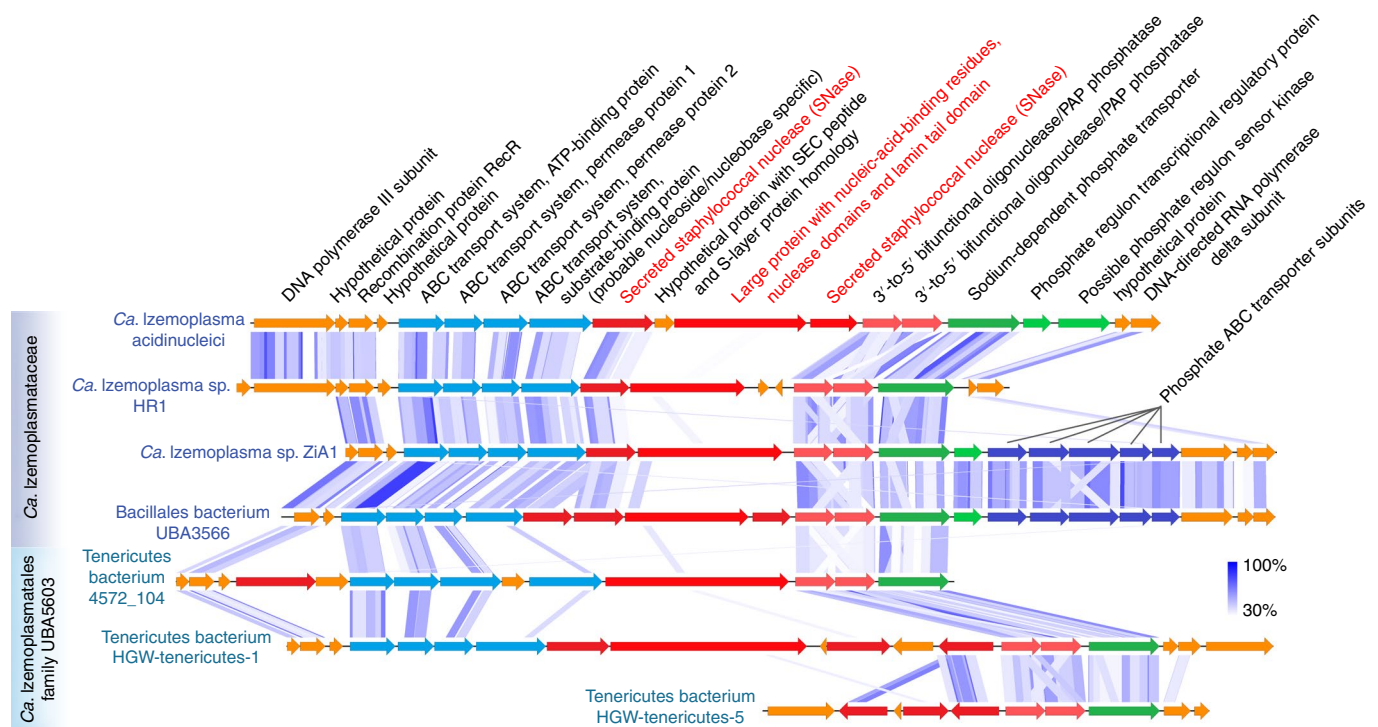 DNA polymerase III subunit
Hypothetical protein
Recombination protein RecR
Hypothetical protein
ABC transport system, ATP-binding protein
ABC transport system, permease protein 1
ABC transport system, permease protein 2
ABC transport system,
substrate-binding protein
(probable nucleoside/nucleobase specific)
Secreted staphylococcal nuclease (SNase)
Hypothetical protein with SEC peptide
and S-layer protein homology
Large protein with nucleic-acid-binding residues,
nuclease domains and lamin tail domain
Secreted staphylococcal nuclease (SNase)
3′-to-5′ bifunctional oligonuclease/PAP phosphatase
3′-to-5′ bifunctional oligonuclease/PAP phosphatase
Sodium-dependent phosphate transporter
Phosphate regulon transcriptional regulatory protein
Possible phosphate regulon sensor kinase
hypothetical protein
DNA-directed RNA polymerase
delta subunit
Phosphate ABC transporter subunits
Ca. Izemoplasmataceae
Ca. Izemoplasma
acidinucleici
Ca. Izemoplasma sp.
HR1
Ca. Izemoplasma sp. ZiA1
Bacillales bacterium
UBA3566
Ca. Izemoplasmatales
family UBA5603
Tenericutes
bacterium
4572_104
Tenericutes bacterium
HGW-tenericutes-1
Tenericutes bacterium
HGW-tenericutes-5
100%
30%